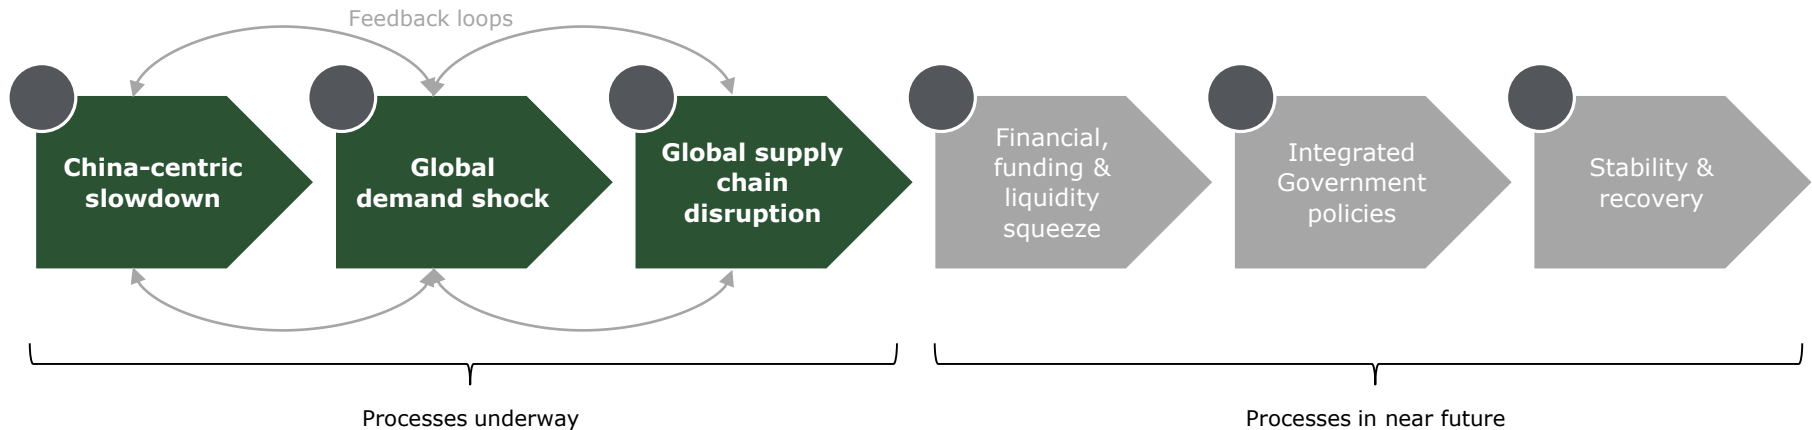 Feedback loops
China-centric
slowdown
Global
demand shock
Global supply
chain
disruption
Financial,
funding &
liquidity
squeeze
Integrated
Government
policies
Stability &
recovery
Processes underway
Processes in near future